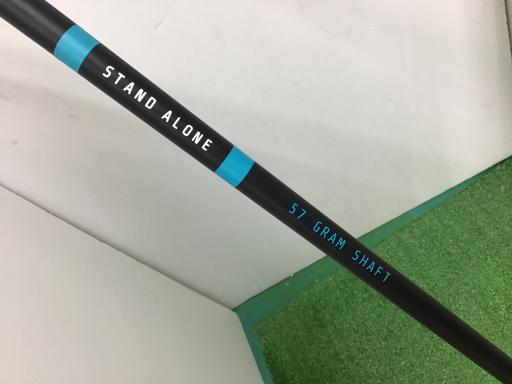 STAND ALONE
57 GRAM SHAFT